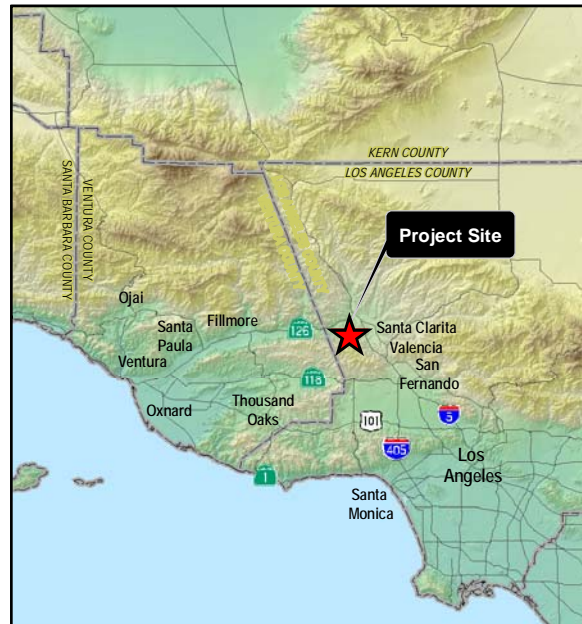 KERN COUNTY
LOS ANGELES COUNTY
SANTA BARBARA COUNTY
VENTURA COUNTY
Project Site
Ojai
Santa
Paula
Fillmore
126
Santa Clarita
Valencia
San
Fernando
Ventura
118
Oxnard
Thousand
Oaks
101
5
405
Los
Angeles
1
Santa
Monica